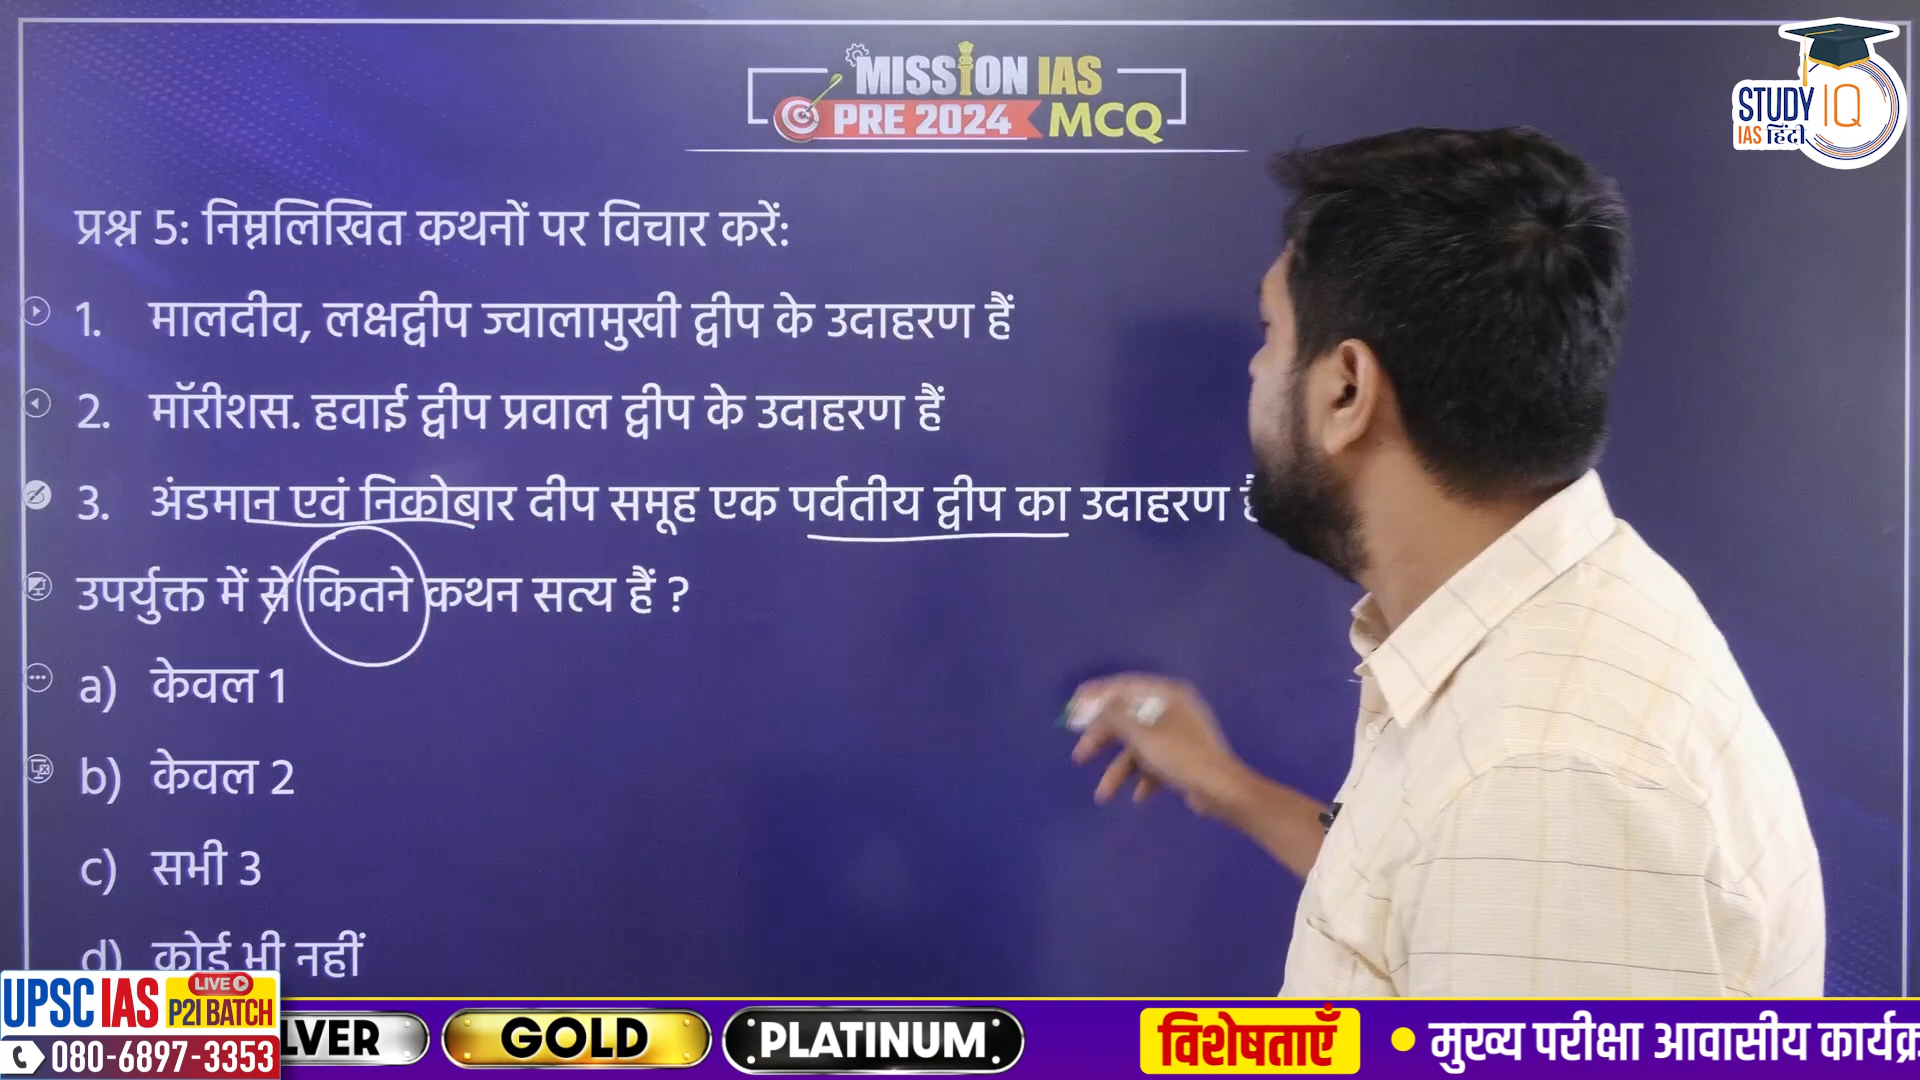 MISSION IAS
PRE 2024 MCQ
STUDY IQ
IAS हिंदी
प्रश्न 5: निम्नलिखित कथनों पर विचार करें:
1. मालदीव, लक्षद्वीप ज्वालामुखी द्वीप के उदाहरण हैं
2. मॉरीशस. हवाई द्वीप प्रवाल द्वीप के उदाहरण हैं
3. अंडमान एवं निकोबार दीप समूह एक पर्वतीय द्वीप का उदाहरण
उपर्युक्त में से कितने कथन सत्य हैं ?
a) केवल 1
b) केवल 2
c) सभी 3
d) कोई भी नहीं
UPSC IAS LIVE P2I BATCH
080-6897-3353
LVER GOLD PLATINUM विशेषताएँ • मुख्य परीक्षा आवासीय